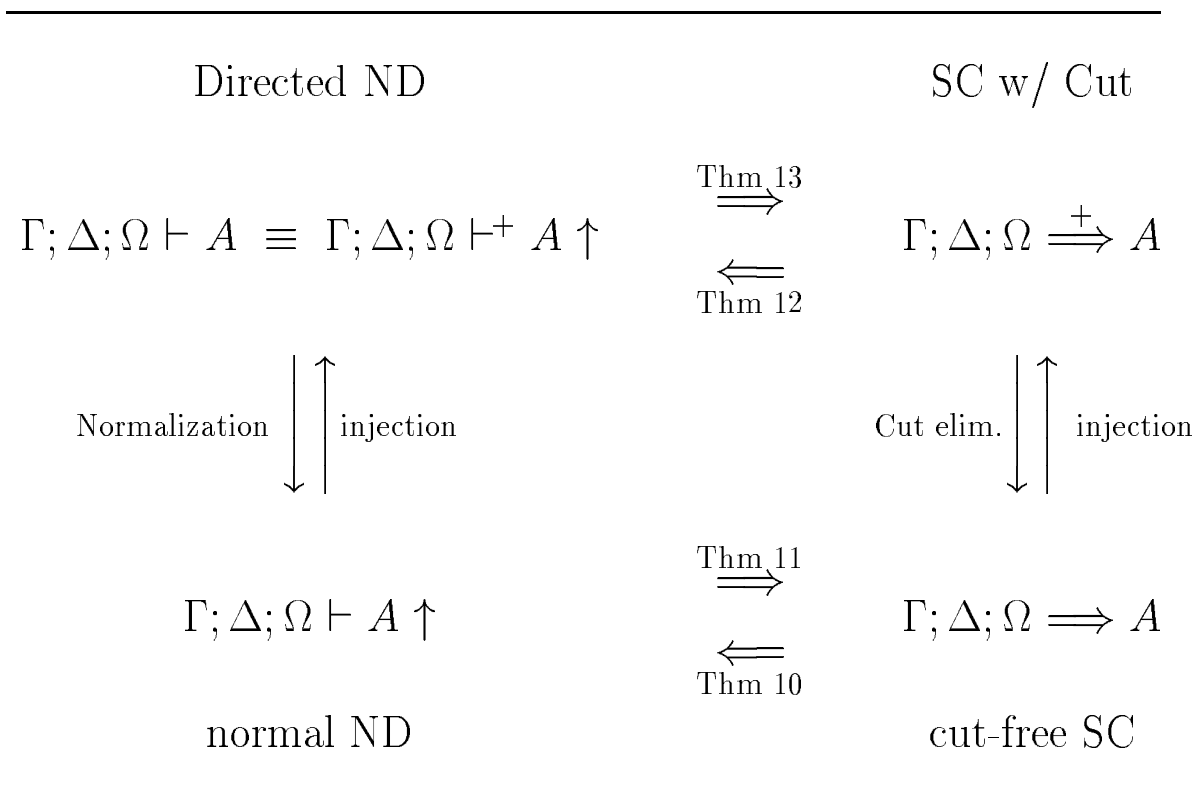 Directed ND SC w/ Cut
Thm 13
Γ; Δ; Ω ⊢ A ≡ Γ; Δ; Ω ⊢⁺ A ↑ Γ; Δ; Ω ⟹⁺ A
Thm 12
Normalization injection Cut elim. injection
Thm 11
Γ; Δ; Ω ⊢ A ↑ Γ; Δ; Ω ⟹ A
Thm 10
normal ND cut-free SC